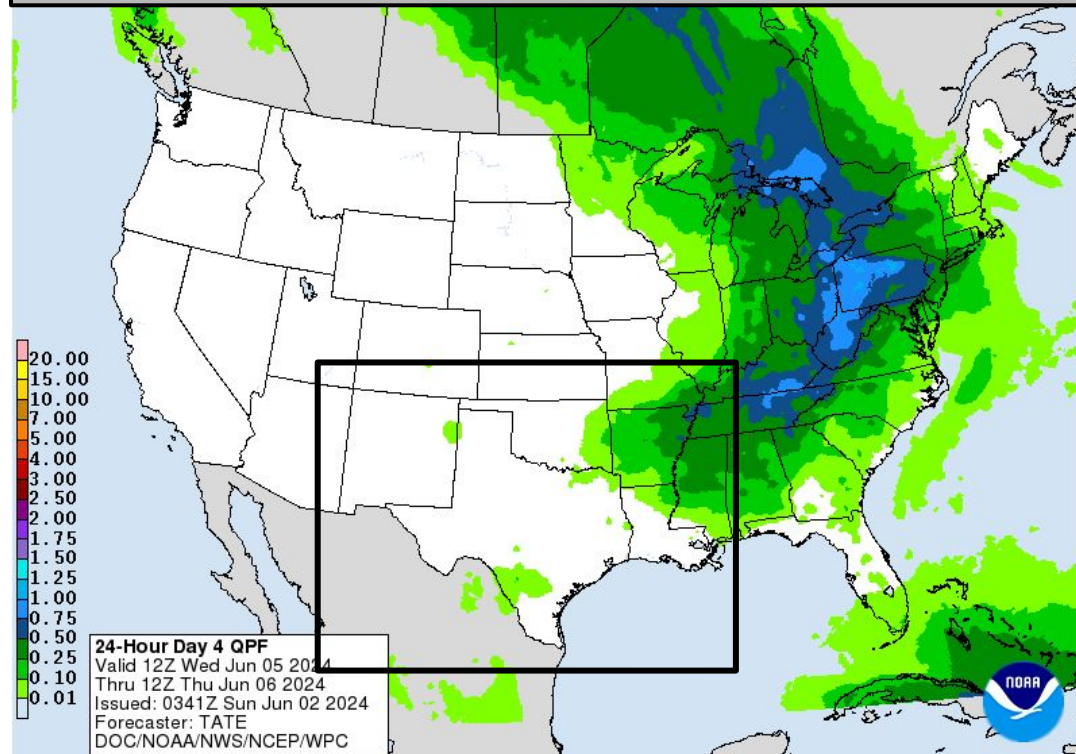 20.00
15.00
10.00
7.00
5.00
4.00
3.00
2.50
2.00
1.75
1.50
1.25
1.00
0.75
0.50
0.25
0.10
0.01
24-Hour Day 4 QPF
Valid 12Z Wed Jun 05 2024
Thru 12Z Thu Jun 06 2024
Issued: 0341Z Sun Jun 02 2024
Forecaster: TATE
DOC/NOAA/NWS/NCEP/WPC
NOAA